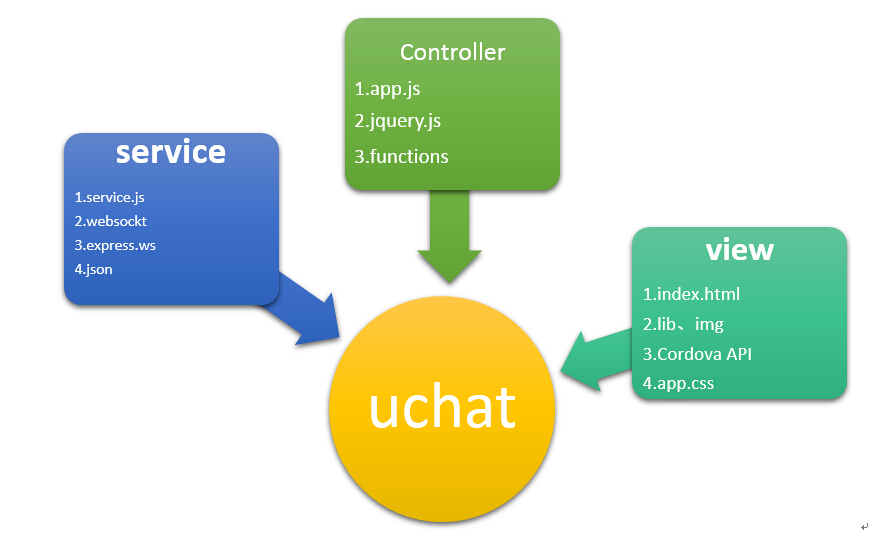 Controller
1.app.js
2.jquery.js
3.functions
service
1.service.js
2.websockt
3.express.ws
4.json
view
1.index.html
2.lib、img
3.Cordova API
4.app.css
uchat